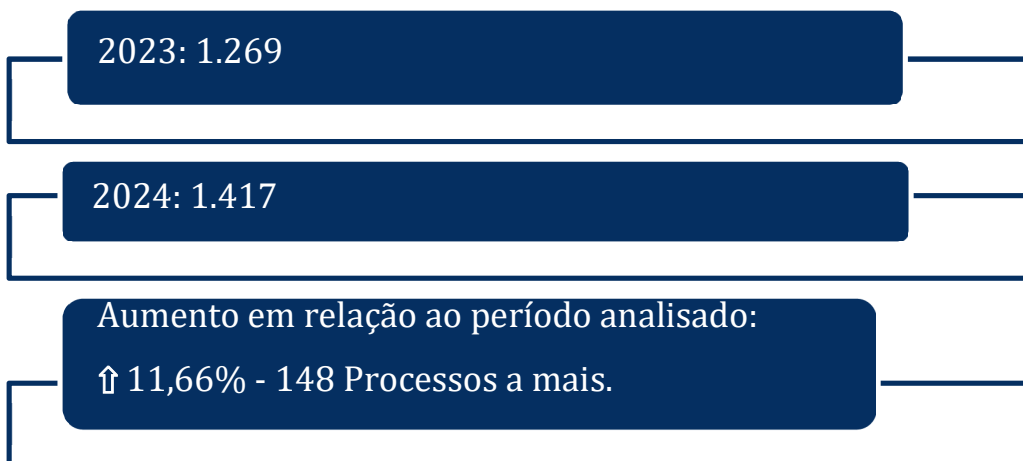 2023: 1.269
2024: 1.417
Aumento em relação ao período analisado:
⇧ 11,66% - 148 Processos a mais.